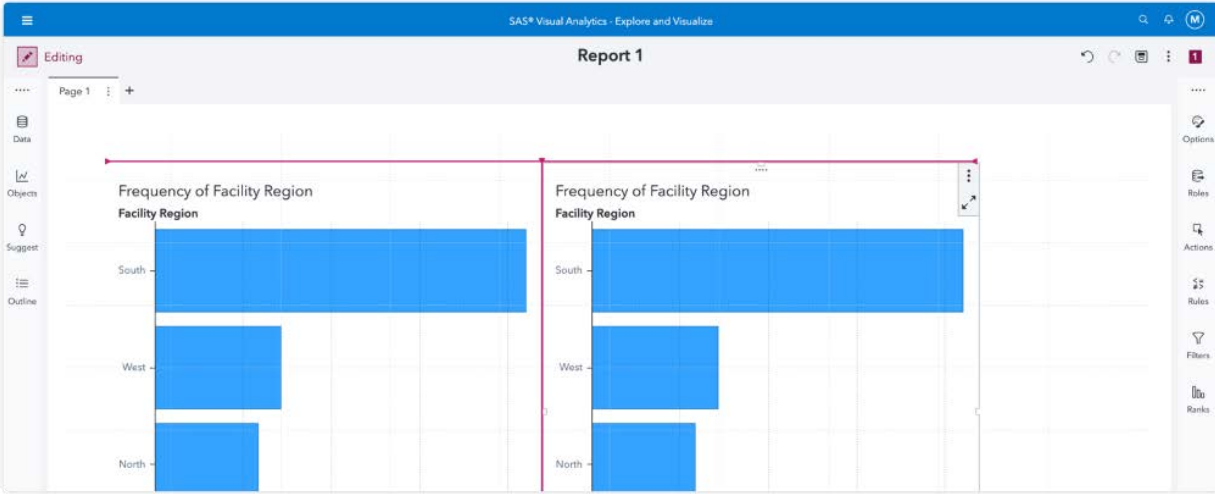 SAS® Visual Analytics - Explore and Visualize
M
Editing
Report 1
1
Page 1
Data
Objects
Suggest
Outline
Frequency of Facility Region
Facility Region
South
West
North
Frequency of Facility Region
Facility Region
South
West
North
Options
Roles
Actions
Rules
Filters
Ranks